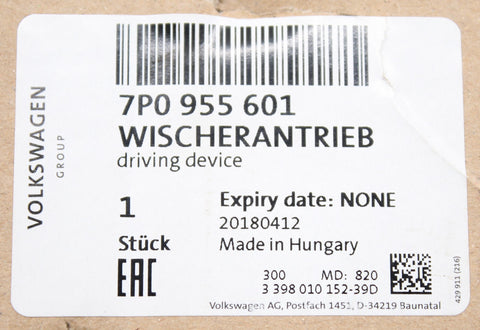 VOLKSWAGEN
GROUP
7P0 955 601
WISCHERANTRIEB
driving device
1
Stück
Expiry date: NONE
20180412
Made in Hungary
EAC
300 MD: 820
3 398 010 152-39D
Volkswagen AG, Postfach 1451, D-34219 Baunatal
429 911 (216)